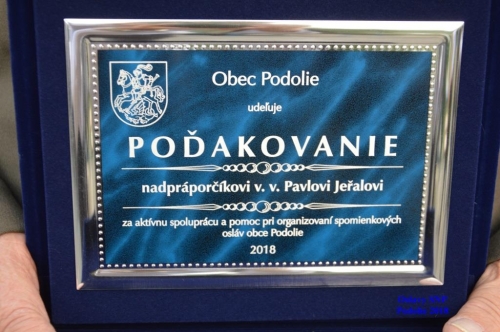 Obec Podolie
udeľuje
POĎAKOVANIE
nadpráporčíkovi v. v. Pavlovi Jeřalovi
za aktívnu spoluprácu a pomoc pri organizovaní spomienkových
osláv obce Podolie
2018